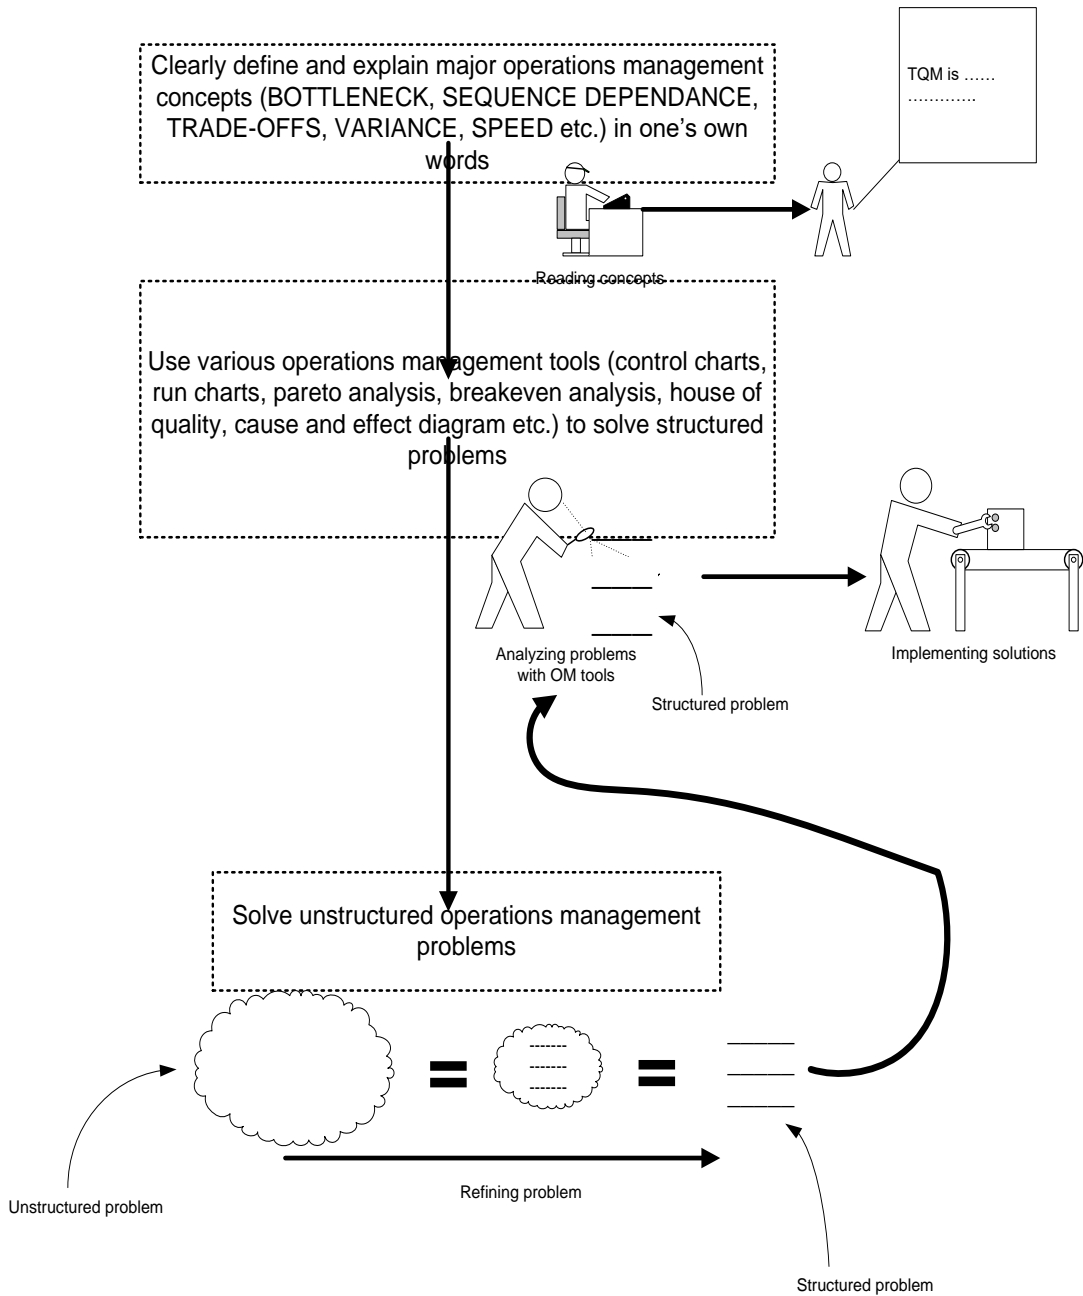 Clearly define and explain major operations management
concepts (BOTTLENECK, SEQUENCE DEPENDANCE,
TRADE-OFFS, VARIANCE, SPEED etc.) in one's own
words
TQM is ……
………….
Reading concepts
Use various operations management tools (control charts,
run charts, pareto analysis, breakeven analysis, house of
quality, cause and effect diagram etc.) to solve structured
problems
Analyzing problems
with OM tools
Implementing solutions
Structured problem
Solve unstructured operations management
problems
Refining problem
Unstructured problem
Structured problem